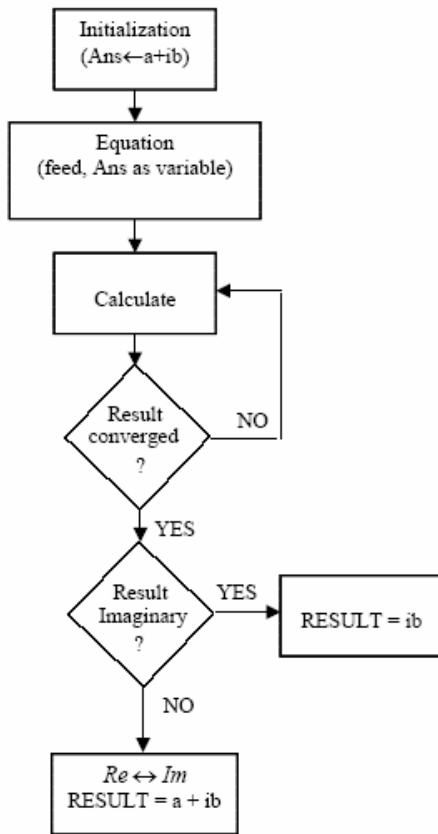 Initialization
(Ans←a+ib)
Equation
(feed, Ans as variable)
Calculate
Result
converged
?
NO
YES
Result
Imaginary
?
YES
RESULT = ib
NO
Re ↔ Im
RESULT = a + ib